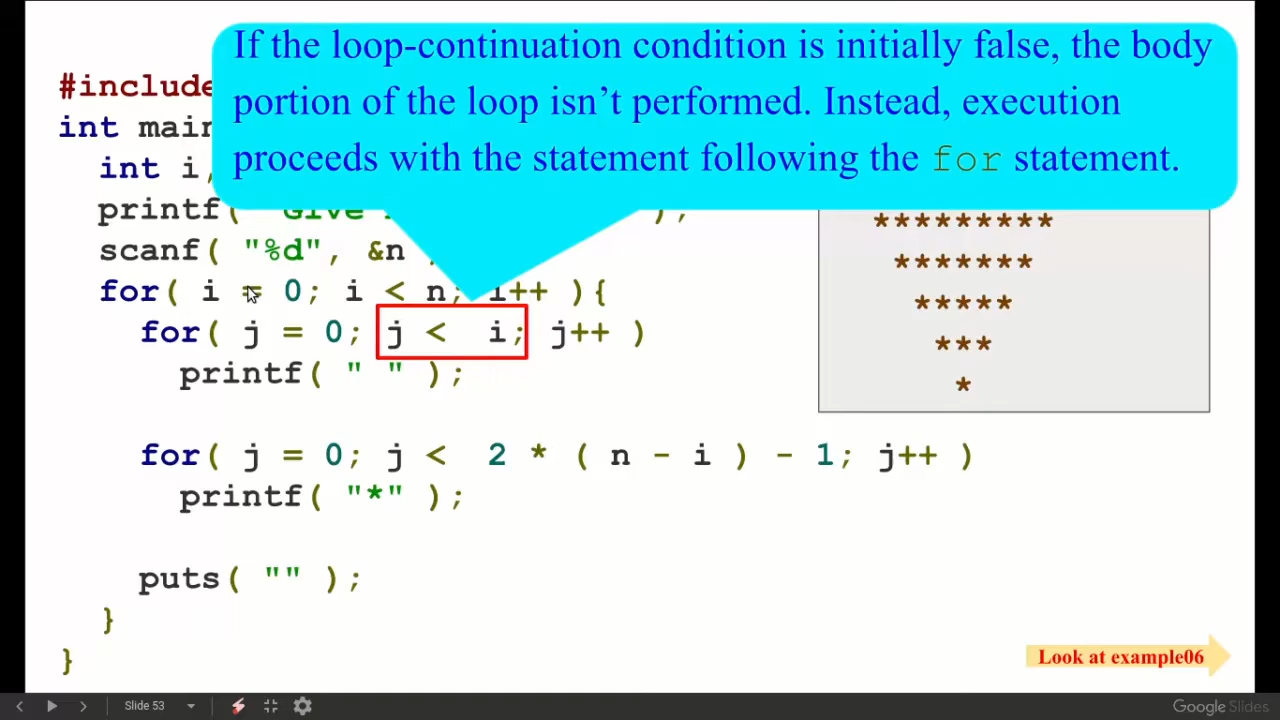 If the loop-continuation condition is initially false, the body
portion of the loop isn't performed. Instead, execution
proceeds with the statement following the for statement.
#include
int main
int i,
printf( "Give );
scanf( "%d", &n
for( i = 0; i < n; i++ ){
for( j = 0; j < i; j++ )
printf( " " );
for( j = 0; j < 2 * ( n - i ) - 1; j++ )
printf( "*" );
puts( "" );
}
}
*********
*******
*****
***
*
Look at example06
Slide 53
Google Slides